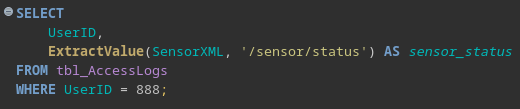 SELECT
    UserID,
    ExtractValue(SensorXML, '/sensor/status') AS sensor_status
FROM tbl_AccessLogs
WHERE UserID = 888;